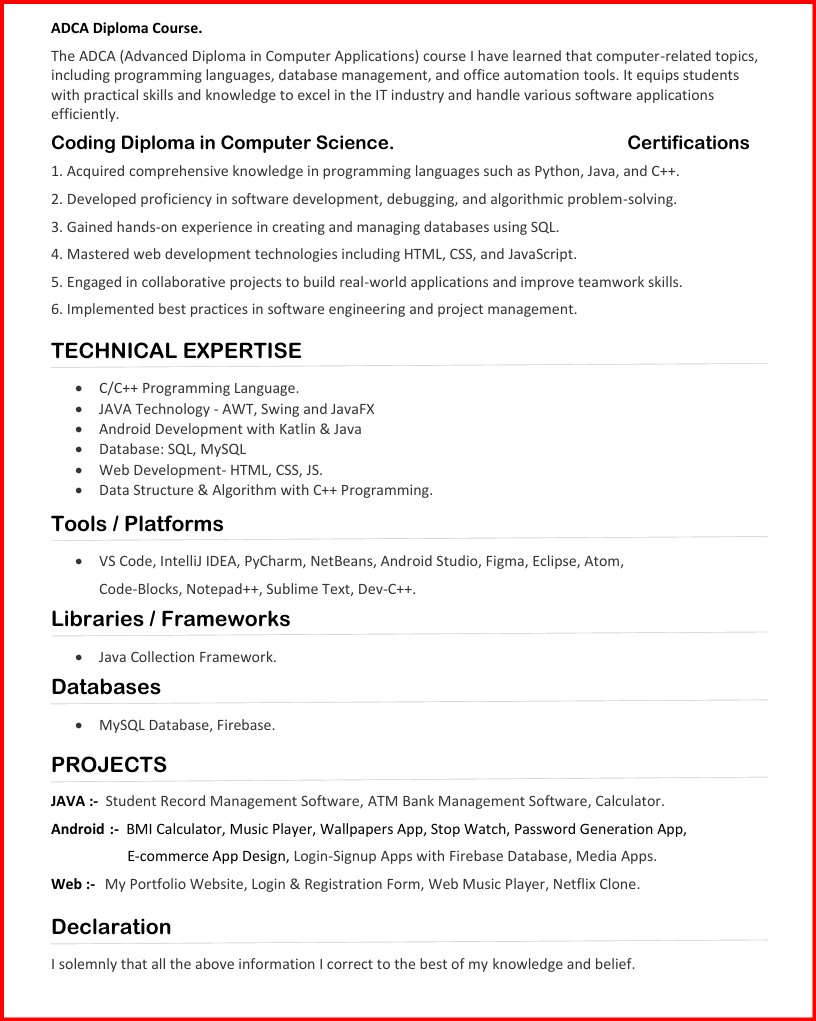 ADCA Diploma Course.
The ADCA (Advanced Diploma in Computer Applications) course I have learned that computer-related topics,
including programming languages, database management, and office automation tools. It equips students
with practical skills and knowledge to excel in the IT industry and handle various software applications
efficiently.
Coding Diploma in Computer Science. Certifications
1. Acquired comprehensive knowledge in programming languages such as Python, Java, and C++.
2. Developed proficiency in software development, debugging, and algorithmic problem-solving.
3. Gained hands-on experience in creating and managing databases using SQL.
4. Mastered web development technologies including HTML, CSS, and JavaScript.
5. Engaged in collaborative projects to build real-world applications and improve teamwork skills.
6. Implemented best practices in software engineering and project management.
TECHNICAL EXPERTISE
• C/C++ Programming Language.
• JAVA Technology - AWT, Swing and JavaFX
• Android Development with Katlin & Java
• Database: SQL, MySQL
• Web Development- HTML, CSS, JS.
• Data Structure & Algorithm with C++ Programming.
Tools / Platforms
• VS Code, IntelliJ IDEA, PyCharm, NetBeans, Android Studio, Figma, Eclipse, Atom,
Code-Blocks, Notepad++, Sublime Text, Dev-C++.
Libraries / Frameworks
• Java Collection Framework.
Databases
• MySQL Database, Firebase.
PROJECTS
JAVA :- Student Record Management Software, ATM Bank Management Software, Calculator.
Android :- BMI Calculator, Music Player, Wallpapers App, Stop Watch, Password Generation App,
E-commerce App Design, Login-Signup Apps with Firebase Database, Media Apps.
Web :- My Portfolio Website, Login & Registration Form, Web Music Player, Netflix Clone.
Declaration
I solemnly that all the above information I correct to the best of my knowledge and belief.